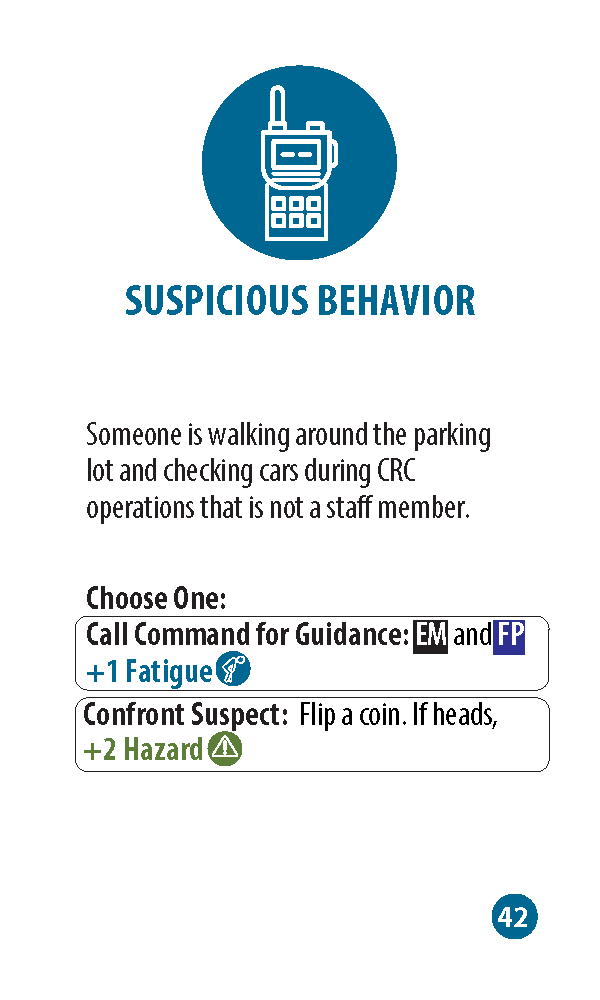 SUSPICIOUS BEHAVIOR
Someone is walking around the parking
lot and checking cars during CRC
operations that is not a staff member.
Choose One:
Call Command for Guidance: EM and FP
+1 Fatigue
Confront Suspect: Flip a coin. If heads,
+2 Hazard
42